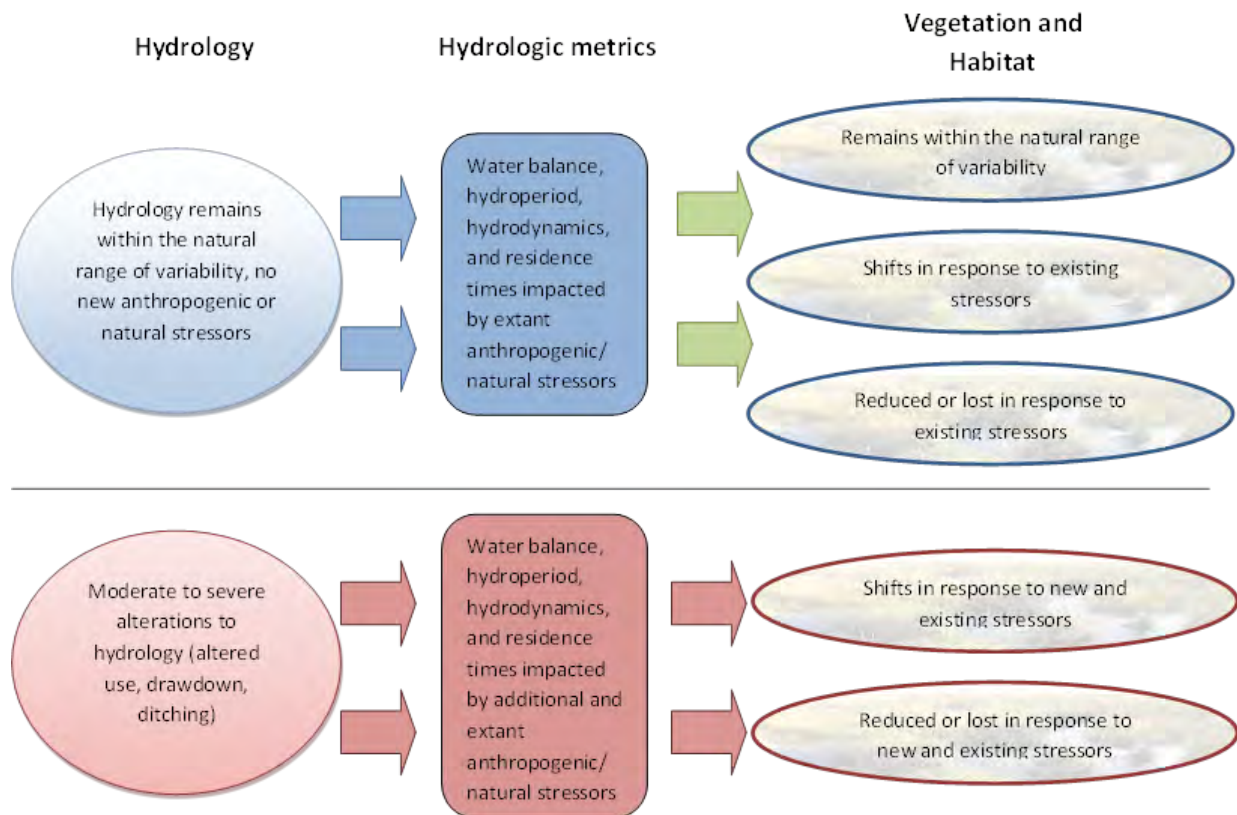 Hydrology
Hydrologic metrics
Vegetation and
Habitat
Hydrology remains
within the natural
range of variability, no
new anthropogenic or
natural stressors
Water balance,
hydroperiod,
hydrodynamics,
and residence
times impacted
by extant
anthropogenic/
natural stressors
Remains within the natural range
of variability
Shifts in response to existing
stressors
Reduced or lost in response to
existing stressors
Moderate to severe
alterations to
hydrology (altered
use, drawdown,
ditching)
Water balance,
hydroperiod,
hydrodynamics,
and residence
times impacted
by additional and
extant
anthropogenic/
natural stressors
Shifts in response to new and
existing stressors
Reduced or lost in response to
new and existing stressors